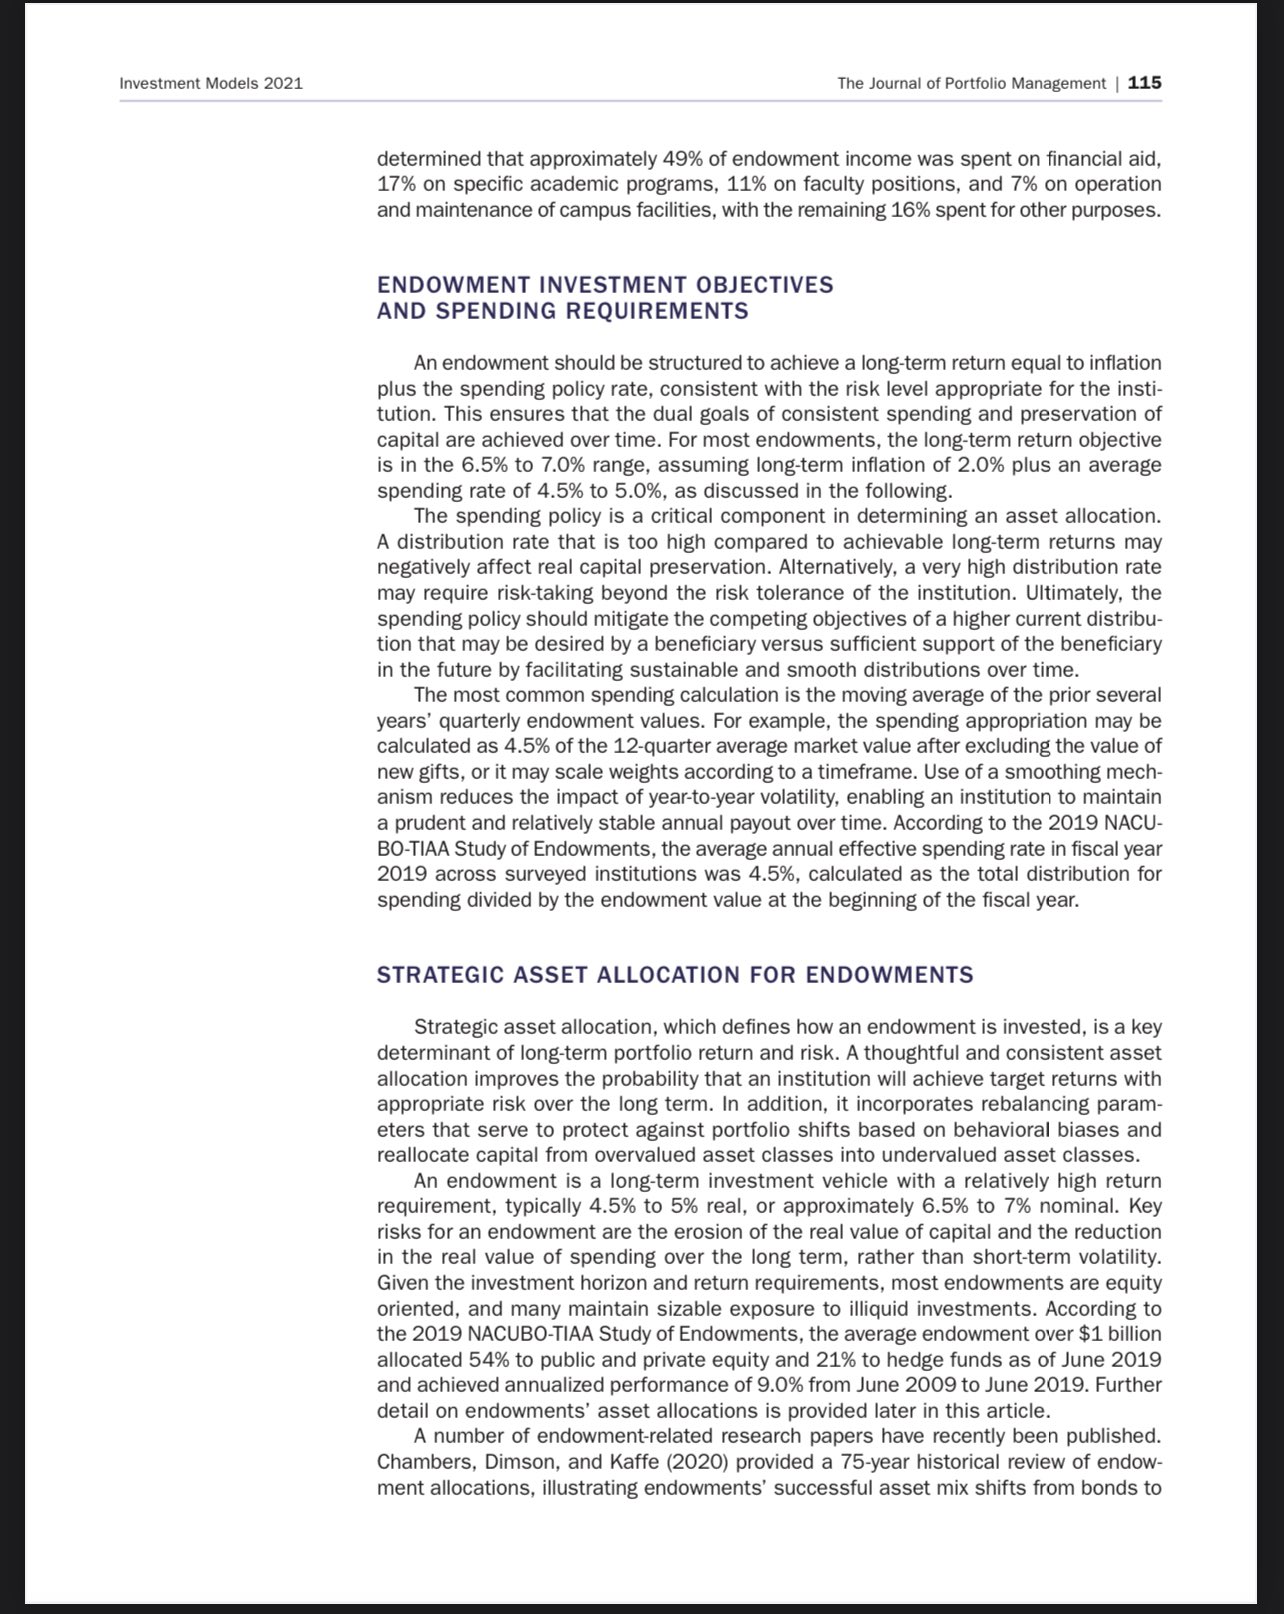 Investment Models 2021
The Journal of Portfolio Management | 115
determined that approximately 49% of endowment income was spent on financial aid,
17% on specific academic programs, 11% on faculty positions, and 7% on operation
and maintenance of campus facilities, with the remaining 16% spent for other purposes.
ENDOWMENT INVESTMENT OBJECTIVES
AND SPENDING REQUIREMENTS
An endowment should be structured to achieve a long-term return equal to inflation
plus the spending policy rate, consistent with the risk level appropriate for the insti-
tution. This ensures that the dual goals of consistent spending and preservation of
capital are achieved over time. For most endowments, the long-term return objective
is in the 6.5% to 7.0% range, assuming long-term inflation of 2.0% plus an average
spending rate of 4.5% to 5.0%, as discussed in the following.
The spending policy is a critical component in determining an asset allocation.
A distribution rate that is too high compared to achievable long-term returns may
negatively affect real capital preservation. Alternatively, a very high distribution rate
may require risk-taking beyond the risk tolerance of the institution. Ultimately, the
spending policy should mitigate the competing objectives of a higher current distribu-
tion that may be desired by a beneficiary versus sufficient support of the beneficiary
in the future by facilitating sustainable and smooth distributions over time.
The most common spending calculation is the moving average of the prior several
years' quarterly endowment values. For example, the spending appropriation may be
calculated as 4.5% of the 12-quarter average market value after excluding the value of
new gifts, or it may scale weights according to a timeframe. Use of a smoothing mech-
anism reduces the impact of year-to-year volatility, enabling an institution to maintain
a prudent and relatively stable annual payout over time. According to the 2019 NACU-
BO-TIAA Study of Endowments, the average annual effective spending rate in fiscal year
2019 across surveyed institutions was 4.5%, calculated as the total distribution for
spending divided by the endowment value at the beginning of the fiscal year.
STRATEGIC ASSET ALLOCATION FOR ENDOWMENTS
Strategic asset allocation, which defines how an endowment is invested, is a key
determinant of long-term portfolio return and risk. A thoughtful and consistent asset
allocation improves the probability that an institution will achieve target returns with
appropriate risk over the long term. In addition, it incorporates rebalancing param-
eters that serve to protect against portfolio shifts based on behavioral biases and
reallocate capital from overvalued asset classes into undervalued asset classes.
An endowment is a long-term investment vehicle with a relatively high return
requirement, typically 4.5% to 5% real, or approximately 6.5% to 7% nominal. Key
risks for an endowment are the erosion of the real value of capital and the reduction
in the real value of spending over the long term, rather than short-term volatility.
Given the investment horizon and return requirements, most endowments are equity
oriented, and many maintain sizable exposure to illiquid investments. According to
the 2019 NACUBO-TIAA Study of Endowments, the average endowment over $1 billion
allocated 54% to public and private equity and 21% to hedge funds as of June 2019
and achieved annualized performance of 9.0% from June 2009 to June 2019. Further
detail on endowments' asset allocations is provided later in this article.
A number of endowment-related research papers have recently been published.
Chambers, Dimson, and Kaffe (2020) provided a 75-year historical review of endow-
ment allocations, illustrating endowments' successful asset mix shifts from bonds to